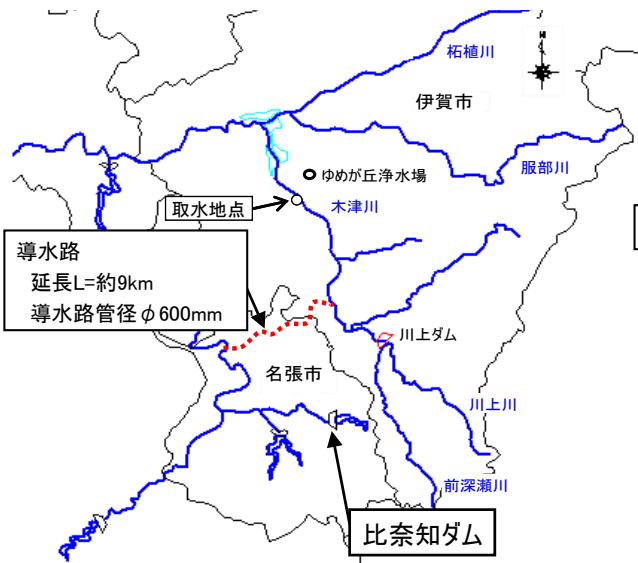 N
柘植川
伊賀市
服部川
ゆめが丘浄水場
取水地点
木津川
導水路
延長L=約9km
導水路管径φ600mm
川上ダム
名張市
川上川
前深瀬川
比奈知ダム